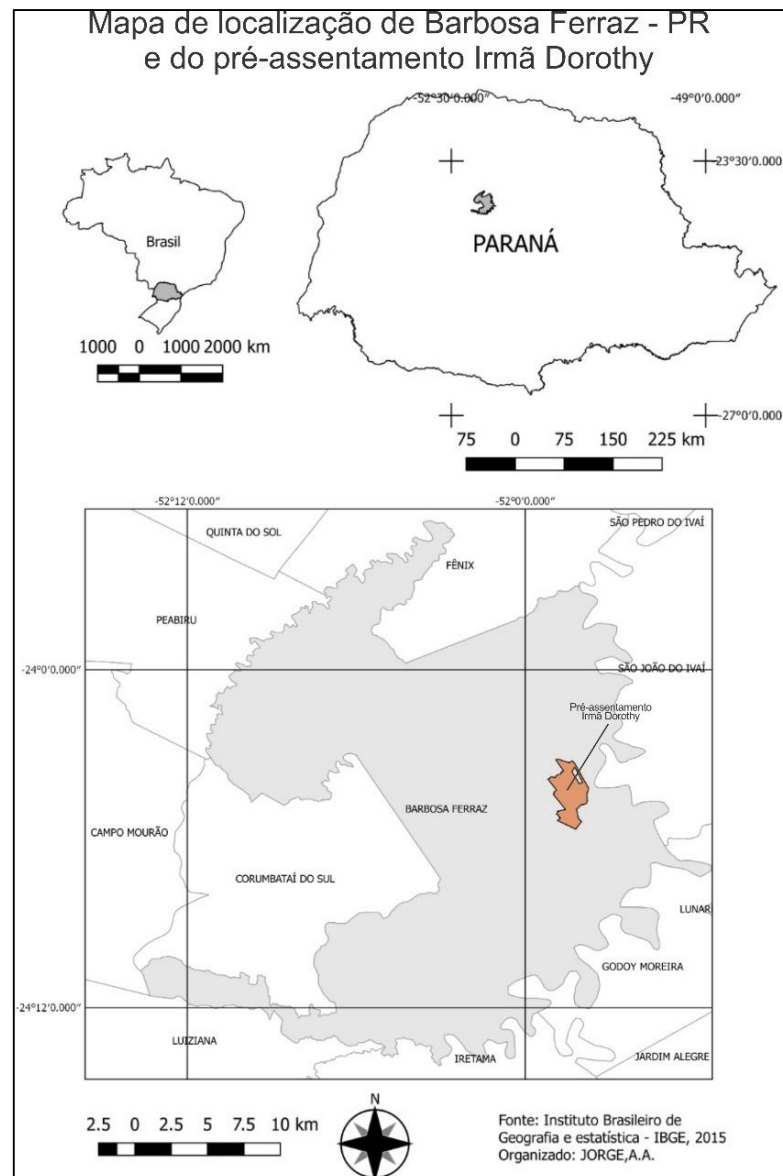 Mapa de localização de Barbosa Ferraz - PR
e do pré-assentamento Irmã Dorothy
-52°30'0.000" -49°0'0.000"
-23°30'0.000
Brasil
PARANÁ
1000 0 1000 2000 km
-27°0'0.000
75 0 75 150 225 km
-52°12'0.000" -52°0'0.000"
QUINTA DO SOL
SÃO PEDRO DO IVAÍ
FÊNIX
PEABIRU
-24°0'0.000"
SÃO JOÃO DO IVAÍ
Pré-assentamento
Irmã Dorothy
BARBOSA FERRAZ
CAMPO MOURÃO
CORUMBATAÍ DO SUL
LUNAR
GODOY MOREIRA
-24°12'0.000"
LUIZIANA
IRETAMA
JARDIM ALEGRE
2.5 0 2.5 5 7.5 10 km
N
Fonte: Instituto Brasileiro de
Geografia e estatística - IBGE, 2015
Organizado: JORGE,A.A.